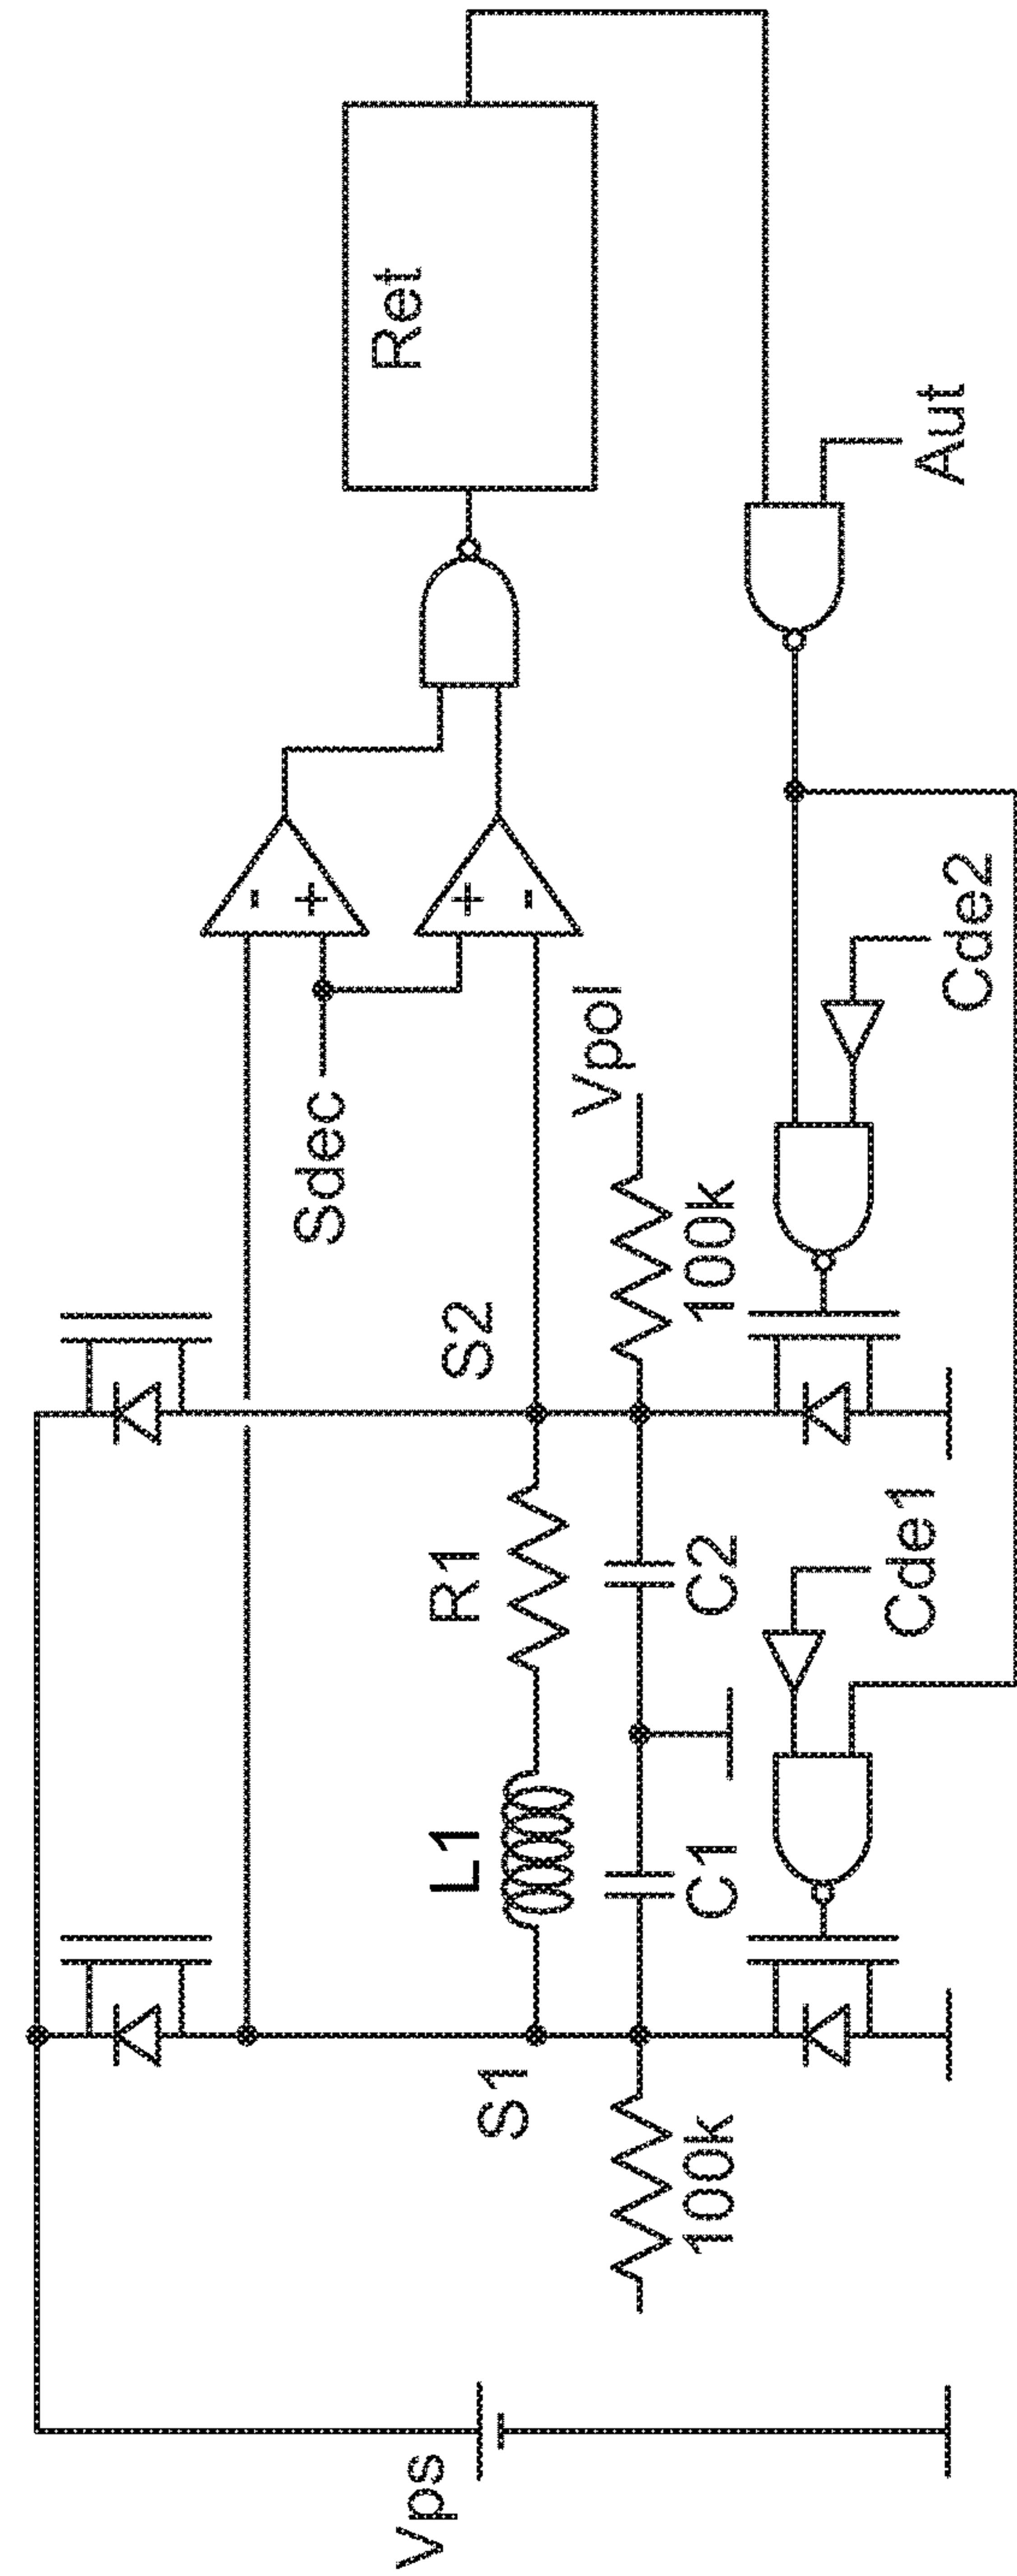 Ret
Aut
Sdec
Vpol
Cde2
S2
100k
R1
L1
C1
C2
Cde1
S1
100k
Vps